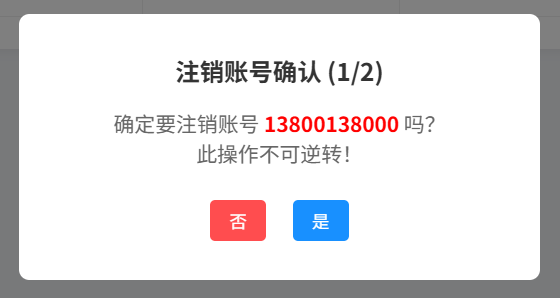 注销账号确认 (1/2)
确定要注销账号 13800138000 吗?
此操作不可逆转!
否
是